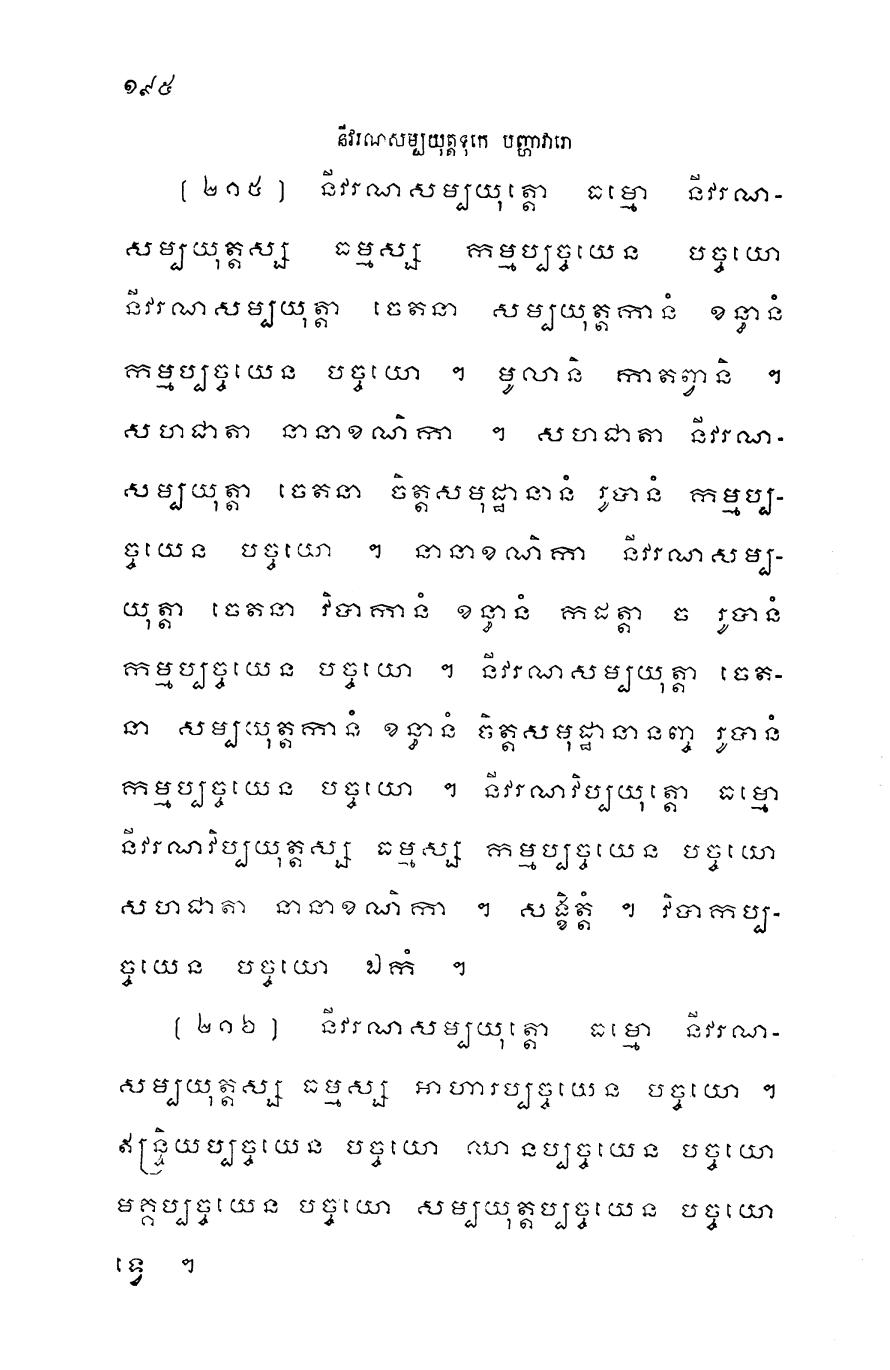 ១៩៥
នីវរណសម្បយុត្តទុកេ បញ្ហាវារោ
[ ២១៥ ] នីវរណសម្បយុត្តោ ធម្មោ នីវរណ-
សម្បយុត្តស្ស ធម្មស្ស កម្មប្បច្ចយេន បច្ចយោ
នីវរណសម្បយុត្តា ចេតនា សម្បយុត្តកានំ ខន្ធានំ
កម្មប្បច្ចយេន បច្ចយោ ៗ មូលានិ កាតព្វានិ ៗ
សហជាតា នានាខណិកា ៗ សហជាតា នីវរណ-
សម្បយុត្តា ចេតនា ចិត្តសមុដ្ឋានានំ រូបានំ កម្មប្ប-
ច្ចយេន បច្ចយោ ៗ នានាខណិកា នីវរណសម្ប-
យុត្តា ចេតនា វិបាកានំ ខន្ធានំ កដត្តា ច រូបានំ
កម្មប្បច្ចយេន បច្ចយោ ៗ នីវរណសម្បយុត្តា ចេត-
នា សម្បយុត្តកានំ ខន្ធានំ ចិត្តសមុដ្ឋានានញ្ច រូបានំ
កម្មប្បច្ចយេន បច្ចយោ ៗ នីវរណវិប្បយុត្តោ ធម្មោ
នីវរណវិប្បយុត្តស្ស ធម្មស្ស កម្មប្បច្ចយេន បច្ចយោ
សហជាតា នានាខណិកា ៗ សង្ខិត្តំ ៗ វិបាកប្ប-
ច្ចយេន បច្ចយោ ឯកំ ៗ
[ ២១៦ ] នីវរណសម្បយុត្តោ ធម្មោ នីវរណ-
សម្បយុត្តស្ស ធម្មស្ស អាហារប្បច្ចយេន បច្ចយោ ៗ
ឥន្ទ្រិយប្បច្ចយេន បច្ចយោ ឈានប្បច្ចយេន បច្ចយោ
មគ្គប្បច្ចយេន បច្ចយោ សម្បយុត្តប្បច្ចយេន បច្ចយោ
ទ្វេ ៗ